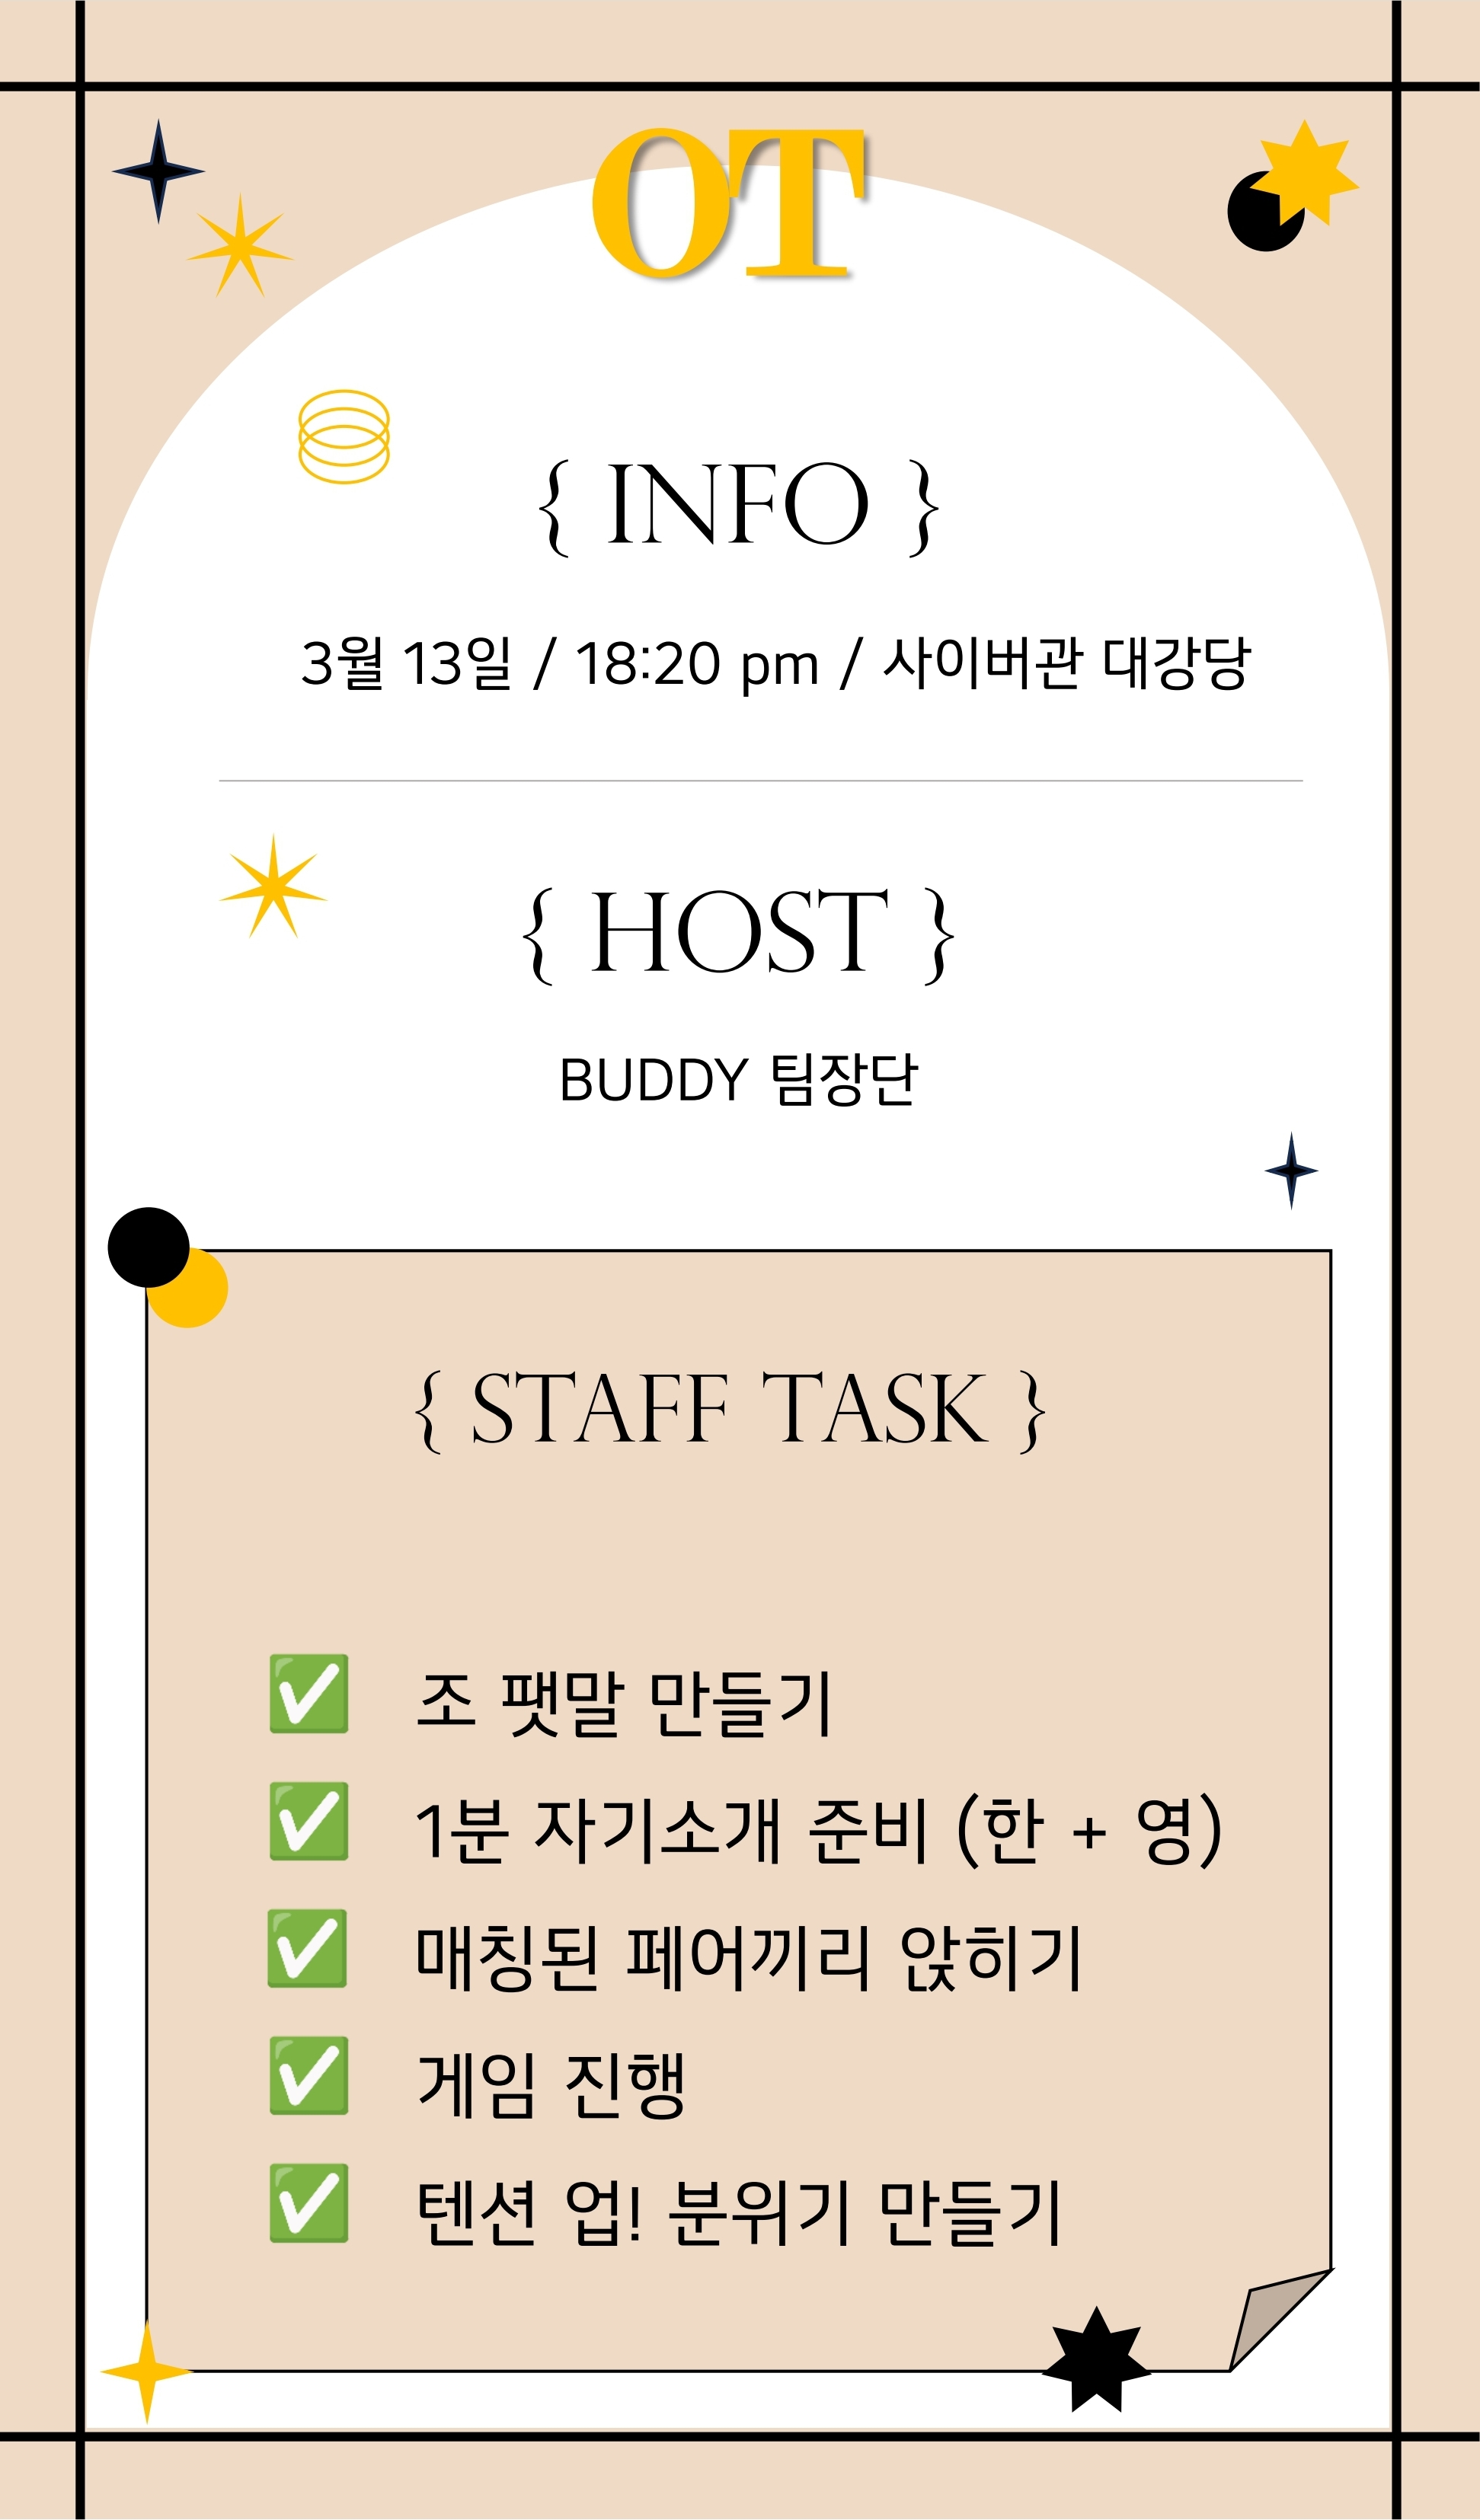 OT
{ INFO }
3월 13일 / 18:20 pm / 사이버관 대강당
{ HOST }
BUDDY 팀장단
{ STAFF TASK }
✅ 조 팻말 만들기
✅ 1부 자기소개 준비 (한 + 영)
✅ 매칭된 페어끼리 앉히기
✅ 게임 진행
✅ 텐션 업! 분위기 만들기